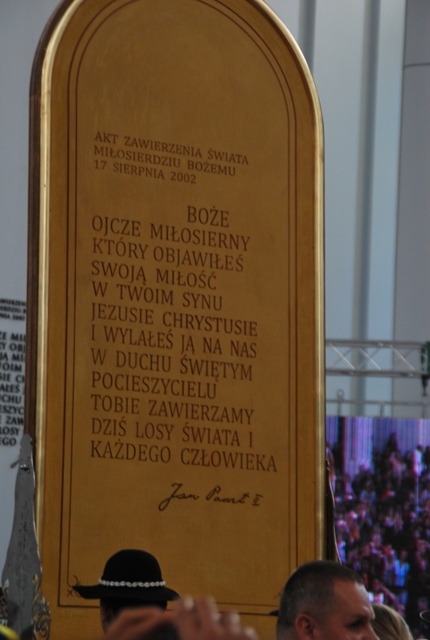 AKT ZAWIERZENIA ŚWIATA
MIŁOSIERDZIU BOŻEMU
17 SIERPNIA 2002
BOŻE
OJCZE MIŁOSIERNY
KTÓRY OBJAWIŁEŚ
SWOJĄ MIŁOŚĆ
W TWOIM SYNU
JEZUSIE CHRYSTUSIE
I WYLAŁEŚ JĄ NA NAS
W DUCHU ŚWIĘTYM
POCIESZYCIELU
TOBIE ZAWIERZAMY
DZIŚ LOSY ŚWIATA I
KAŻDEGO CZŁOWIEKA
Jan Paweł II